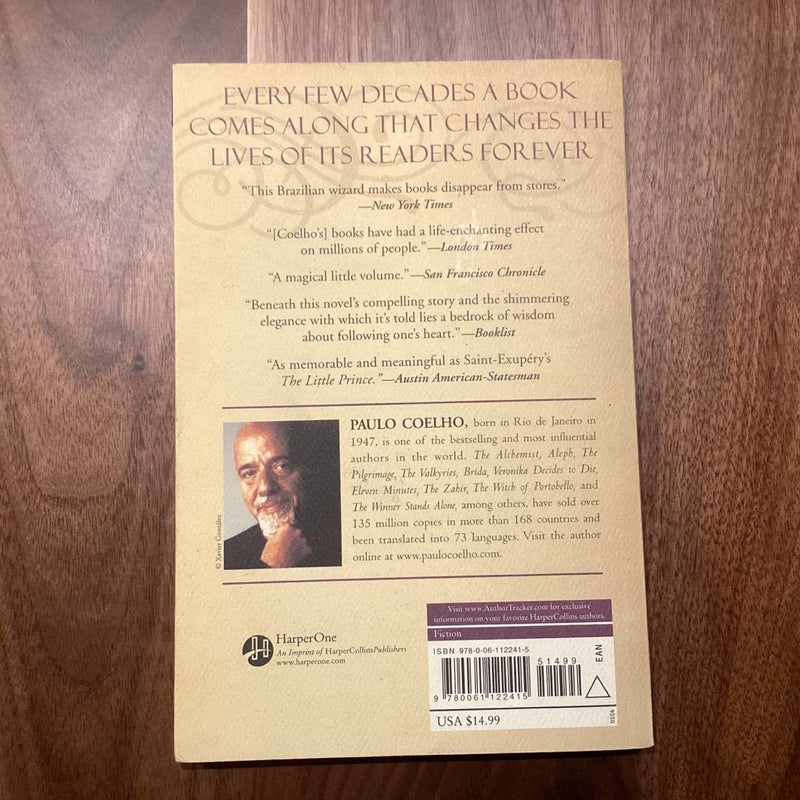 EVERY FEW DECADES A BOOK
COMES ALONG THAT CHANGES THE
LIVES OF ITS READERS FOREVER
“This Brazilian wizard makes books disappear from stores.”
—New York Times
“[Coelho’s] books have had a life-enchanting effect
on millions of people.”—London Times
“A magical little volume.”—San Francisco Chronicle
“Beneath this novel’s compelling story and the shimmering
elegance with which it’s told lies a bedrock of wisdom
about following one’s heart.”—Booklist
“As memorable and meaningful as Saint-Exupéry’s
The Little Prince.”—Austin American-Statesman
PAULO COELHO, born in Rio de Janeiro in
1947, is one of the bestselling and most influential
authors in the world. The Alchemist, Aleph, The
Pilgrimage, The Valkyries, Brida, Veronika Decides to Die,
Eleven Minutes, The Zahir, The Witch of Portobello, and
The Winner Stands Alone, among others, have sold over
135 million copies in more than 168 countries and
been translated into 73 languages. Visit the author
online at www.paulocoelho.com.
© Xavier González
HarperOne
An Imprint of HarperCollinsPublishers
www.harperone.com
Visit www.AuthorTracker.com for exclusive
information on your favorite HarperCollins authors.
Fiction
ISBN 978-0-06-112241-5
51499
EAN
9 780061 122415
USA $14.99
0504